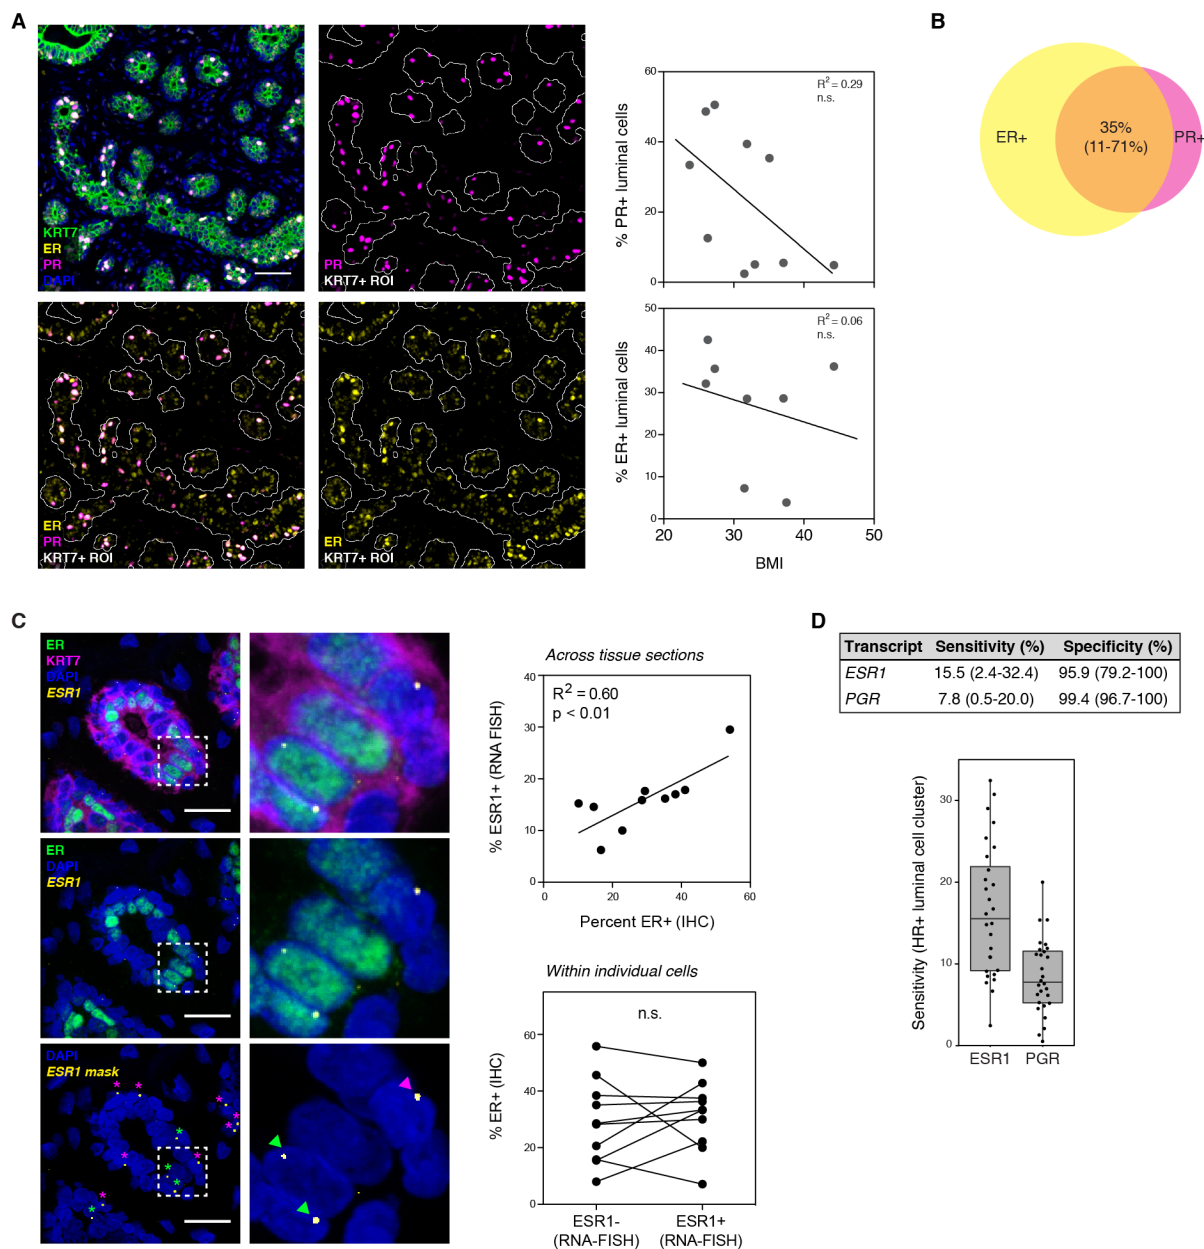 A
KRT7
ER
PR
DAPI
PR
KRT7+ ROI
ER
PR
KRT7+ ROI
ER
KRT7+ ROI
% PR+ luminal cells
60
40
20
0
R² = 0.29
n.s.
% ER+ luminal cells
50
40
30
20
10
0
R² = 0.06
n.s.
20
30
40
50
BMI
B
ER+
35%
(11-71%)
PR+
C
ER
KRT7
DAPI
ESR1
ER
DAPI
ESR1
DAPI
ESR1 mask
* * * * * * * * * * * *
Across tissue sections
% ESR1+ (RNA FISH)
40
30
20
10
0
R² = 0.60
p < 0.01
0
20
40
60
Percent ER+ (IHC)
Within individual cells
% ER+ (IHC)
60
40
20
0
n.s.
ESR1-
(RNA-FISH)
ESR1+
(RNA-FISH)
D
Transcript Sensitivity (%) Specificity (%)
ESR1 15.5 (2.4-32.4) 95.9 (79.2-100)
PGR 7.8 (0.5-20.0) 99.4 (96.7-100)
Sensitivity (HR+ luminal cell cluster)
30
20
10
0
ESR1
PGR